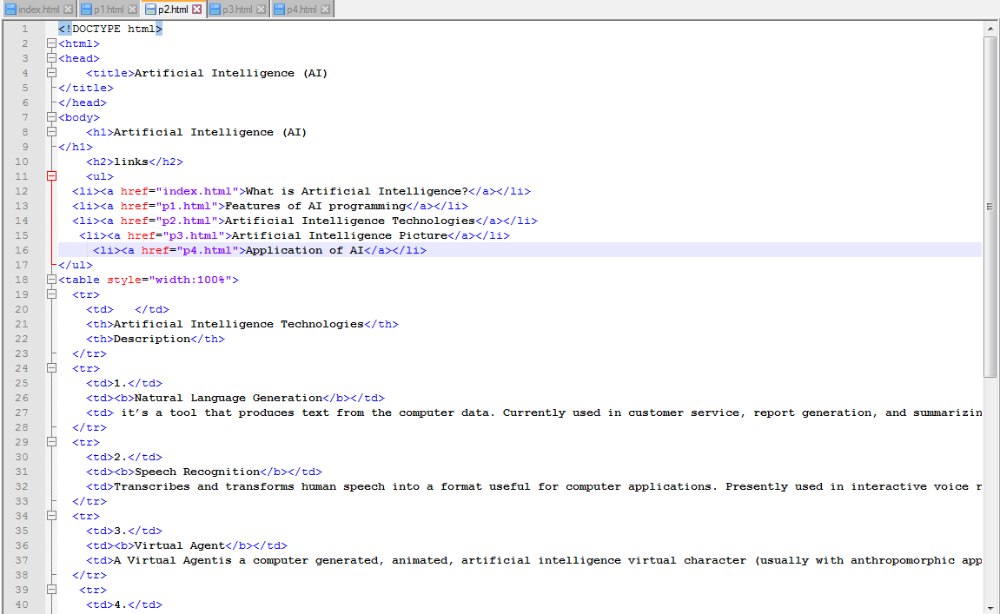 index.html p1.html p2.html p3.html p4.html
1 <!DOCTYPE html>
2 <html>
3 <head>
4 <title>Artificial Intelligence (AI)
5 </title>
6 </head>
7 <body>
8 <h1>Artificial Intelligence (AI)
9 </h1>
10 <h2>links</h2>
11 <ul>
12 <li><a href="index.html">What is Artificial Intelligence?</a></li>
13 <li><a href="p1.html">Features of AI programming</a></li>
14 <li><a href="p2.html">Artificial Intelligence Technologies</a></li>
15 <li><a href="p3.html">Artificial Intelligence Picture</a></li>
16 <li><a href="p4.html">Application of AI</a></li>
17 </ul>
18 <table style="width:100%">
19 <tr>
20 <td>   </td>
21 <th>Artificial Intelligence Technologies</th>
22 <th>Description</th>
23 </tr>
24 <tr>
25 <td>1.</td>
26 <td><b>Natural Language Generation</b></td>
27 <td> it’s a tool that produces text from the computer data. Currently used in customer service, report generation, and summarizin
28 </tr>
29 <tr>
30 <td>2.</td>
31 <td><b>Speech Recognition</b></td>
32 <td>Transcribes and transforms human speech into a format useful for computer applications. Presently used in interactive voice r
33 </tr>
34 <tr>
35 <td>3.</td>
36 <td><b>Virtual Agent</b></td>
37 <td>A Virtual Agentis a computer generated, animated, artificial intelligence virtual character (usually with anthropomorphic app
38 </tr>
39 <tr>
40 <td>4.</td>